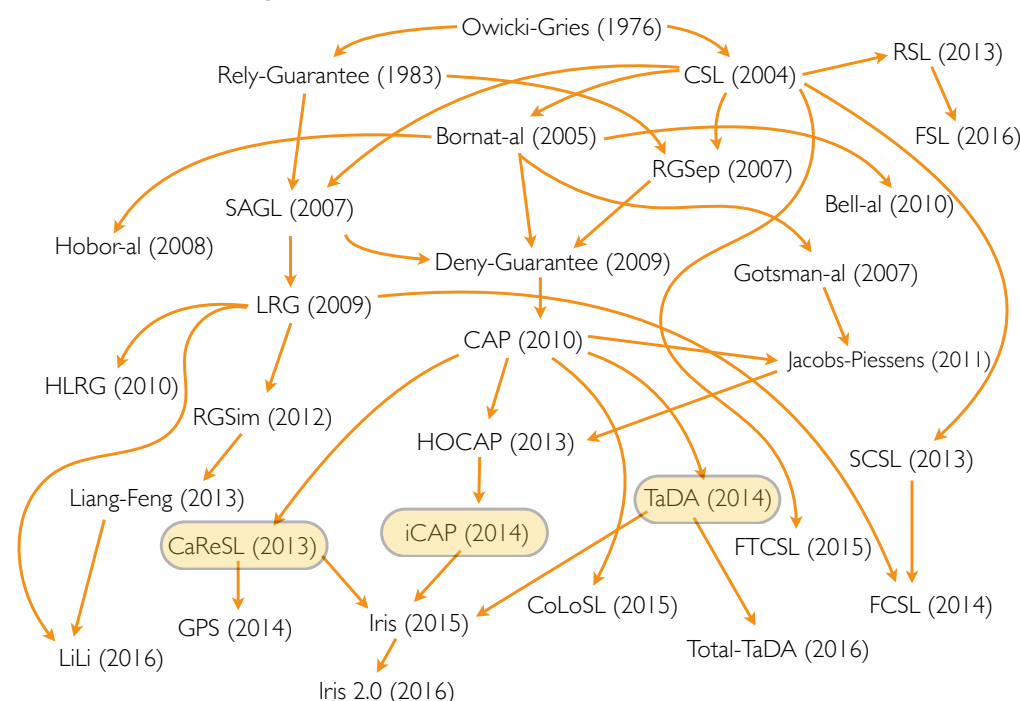 Owicki-Gries (1976)
RSL (2013)
Rely-Guarantee (1983)
CSL (2004)
Bornat-al (2005)
FSL (2016)
RGSep (2007)
SAGL (2007)
Bell-al (2010)
Hobor-al (2008)
Deny-Guarantee (2009)
Gotsman-al (2007)
LRG (2009)
CAP (2010)
Jacobs-Piessens (2011)
HLRG (2010)
RGSim (2012)
HOCAP (2013)
SCSL (2013)
Liang-Feng (2013)
TaDA (2014)
CaReSL (2013)
iCAP (2014)
FTCSL (2015)
CoLoSL (2015)
FCSL (2014)
GPS (2014)
Iris (2015)
LiLi (2016)
Total-TaDA (2016)
Iris 2.0 (2016)